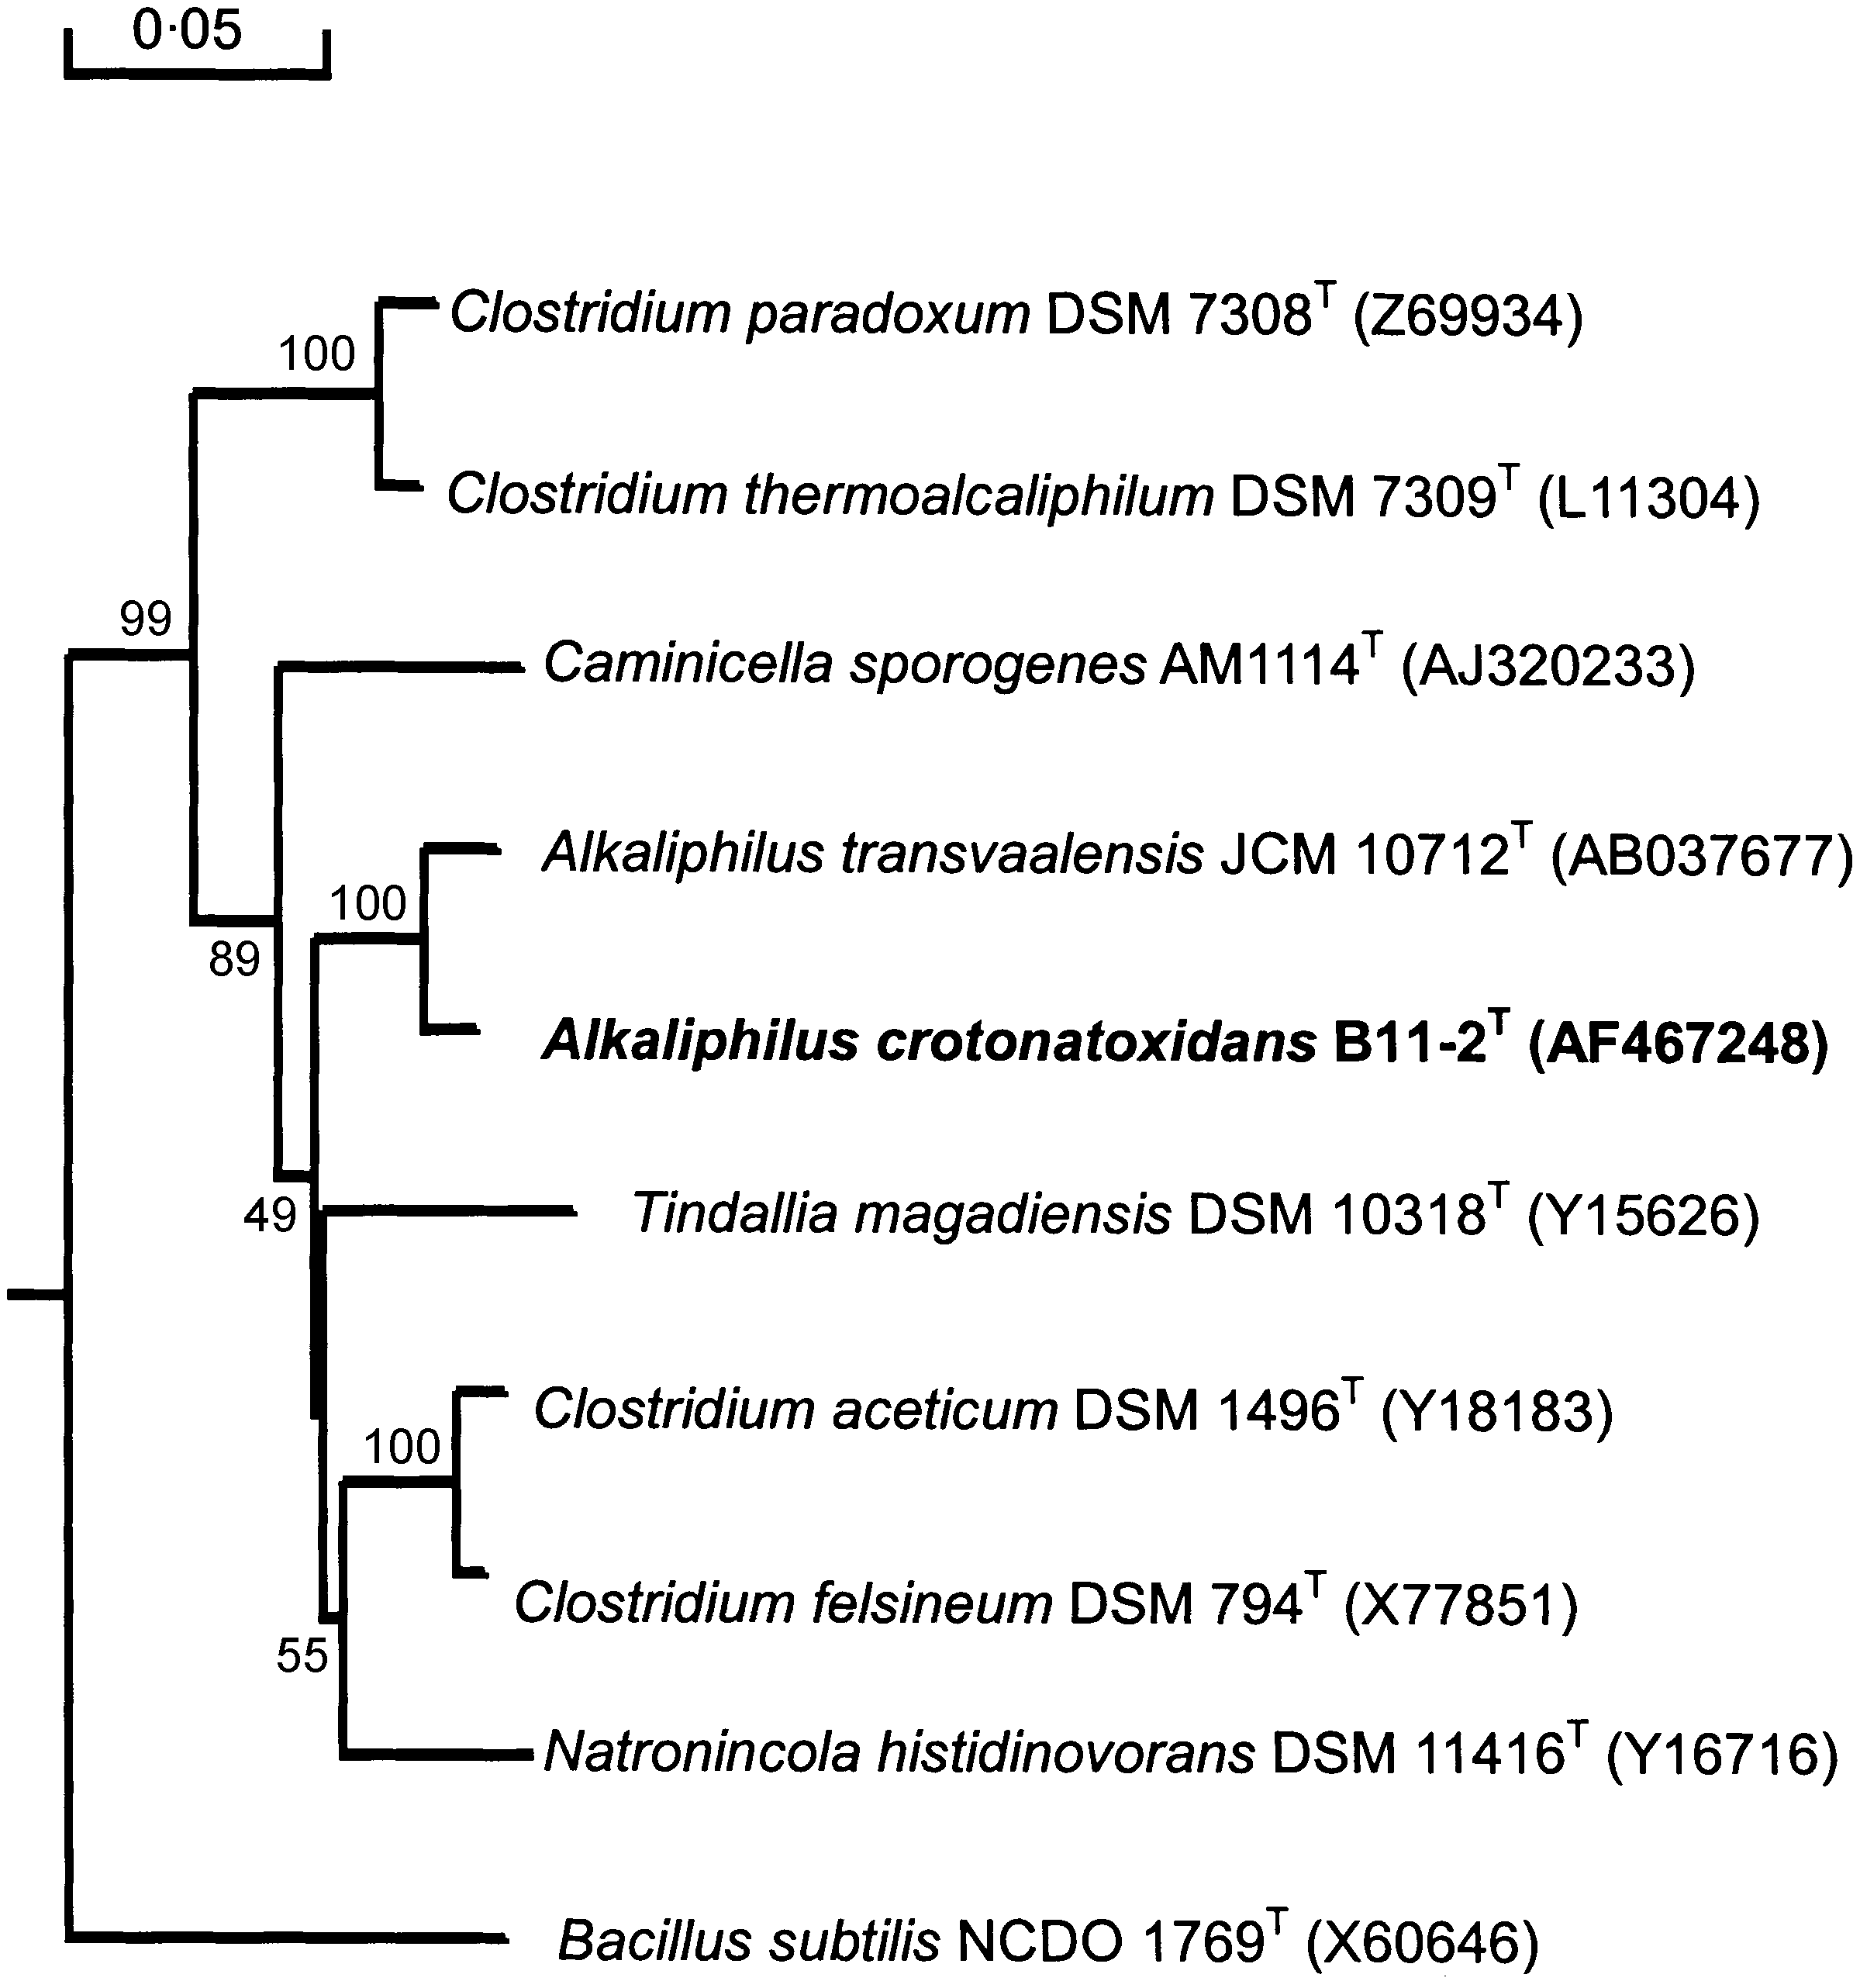 0·05
Clostridium paradoxum DSM 7308T (Z69934)
100
Clostridium thermoalcaliphilum DSM 7309T (L11304)
99
Caminicella sporogenes AM1114T (AJ320233)
Alkaliphilus transvaalensis JCM 10712T (AB037677)
100
89
Alkaliphilus crotonatoxidans B11-2T (AF467248)
49
Tindallia magadiensis DSM 10318T (Y15626)
Clostridium aceticum DSM 1496T (Y18183)
100
Clostridium felsineum DSM 794T (X77851)
55
Natronincola histidinovorans DSM 11416T (Y16716)
Bacillus subtilis NCDO 1769T (X60646)